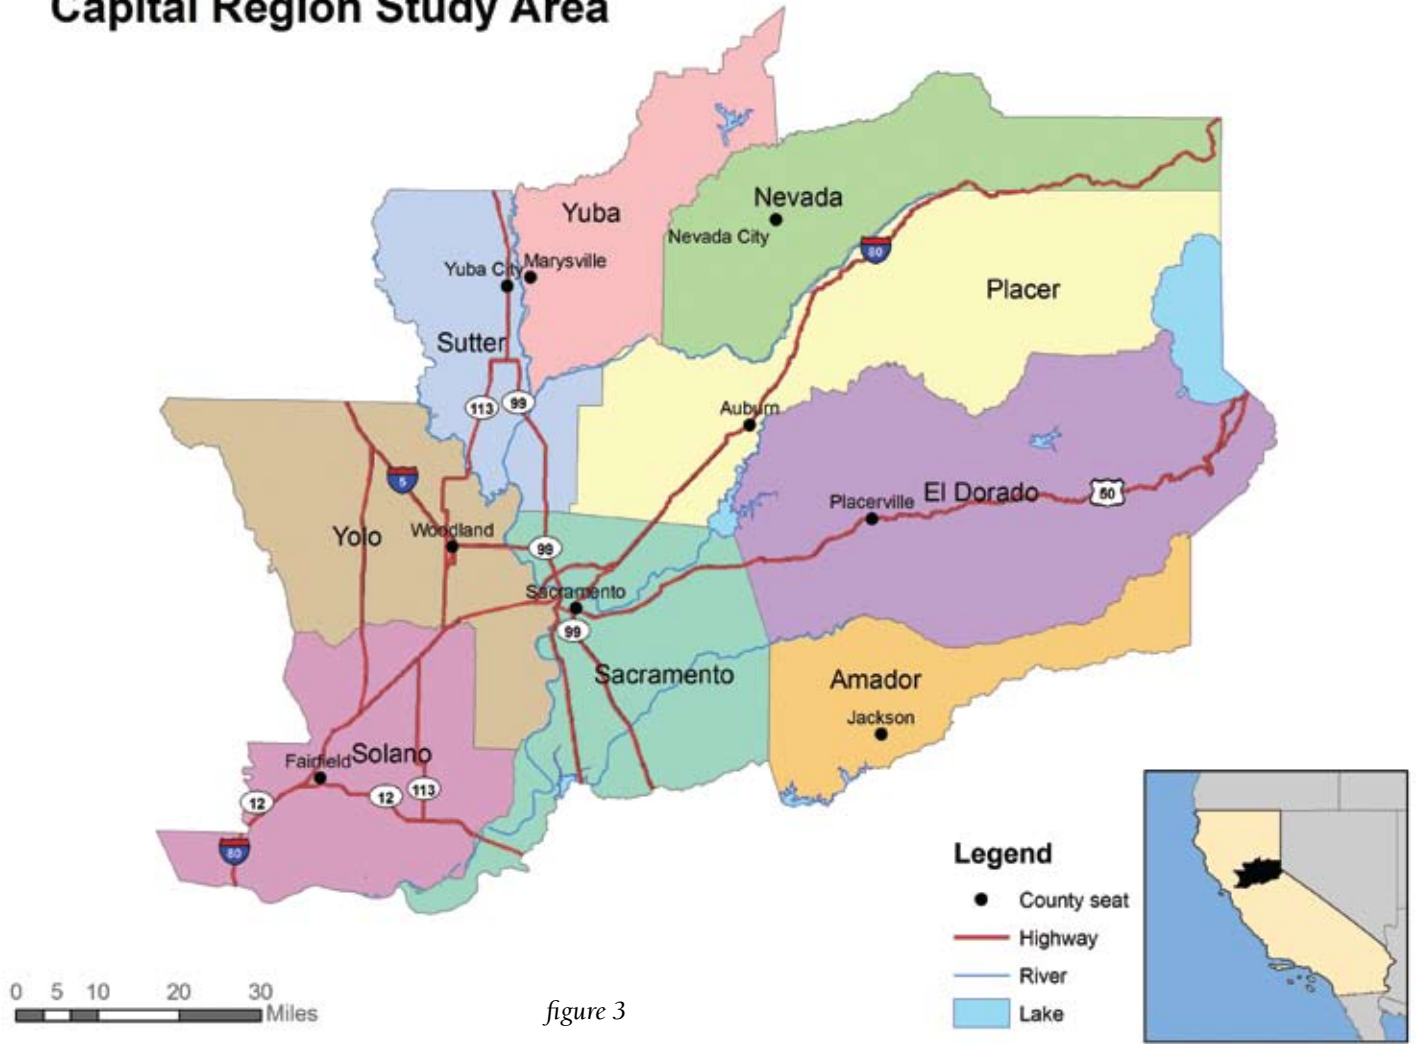 Capital Region Study Area
Yuba
Nevada
Nevada City
80
Yuba City
Marysville
Placer
Sutter
113
99
Auburn
5
Yolo
Woodland
99
Placerville
El Dorado
50
Sacramento
99
Sacramento
Amador
Jackson
Fairfield
Solano
12
12
113
80
Legend
County seat
Highway
River
Lake
0 5 10 20 30
Miles
figure 3